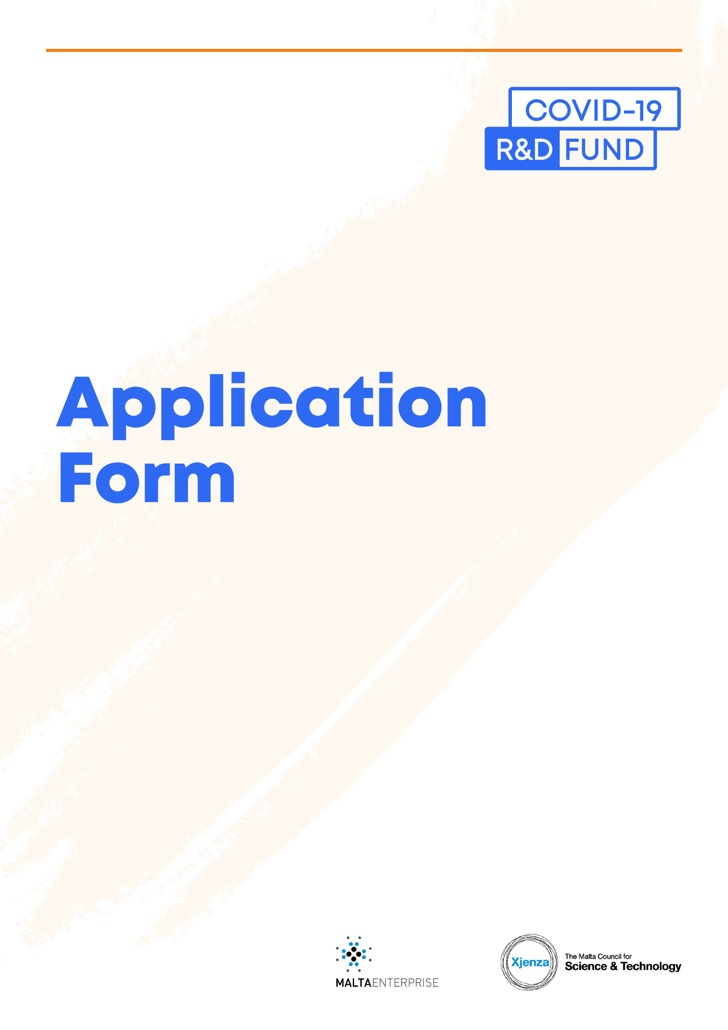 COVID-19
R&D FUND
Application
Form
MALTAENTERPRISE
Xjenza
The Malta Council for
Science & Technology